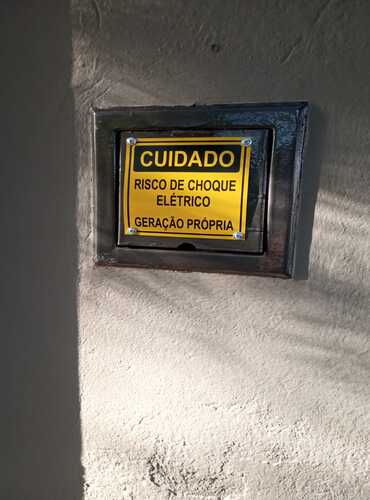 CUIDADO
RISCO DE CHOQUE
ELÉTRICO
GERAÇÃO PRÓPRIA